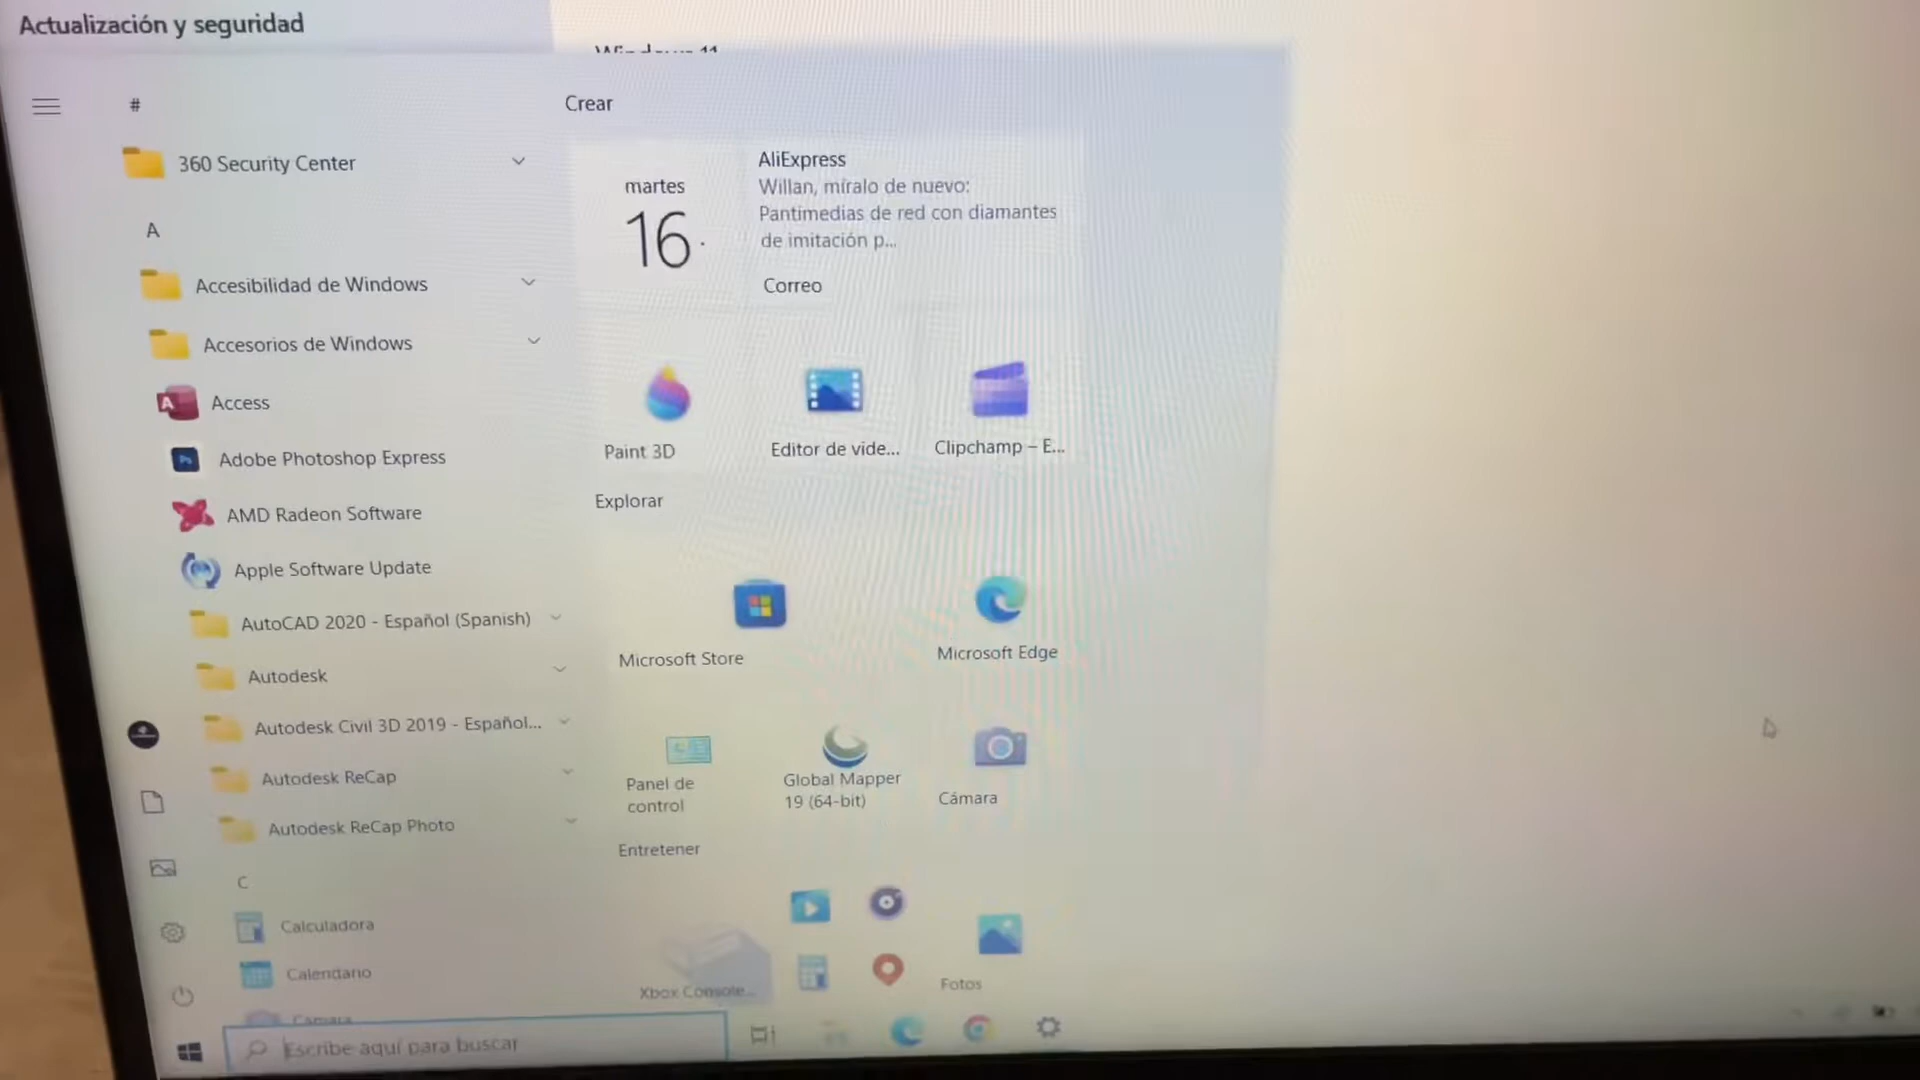 Actualización y seguridad
Windows 11
#
360 Security Center
A
Accesibilidad de Windows
Accesorios de Windows
Access
Adobe Photoshop Express
AMD Radeon Software
Apple Software Update
AutoCAD 2020 - Español (Spanish)
Autodesk
Autodesk Civil 3D 2019 - Español...
Autodesk ReCap
Autodesk ReCap Photo
C
Calculadora
Calendario
Cámara
Escribe aquí para buscar
Crear
martes
16
AliExpress
Willan, míralo de nuevo:
Pantimedias de red con diamantes
de imitación p...
Correo
Paint 3D
Editor de vide...
Clipchamp – E...
Explorar
Microsoft Store
Microsoft Edge
Panel de
control
Global Mapper
19 (64-bit)
Cámara
Entretener
Xbox Console...
Fotos